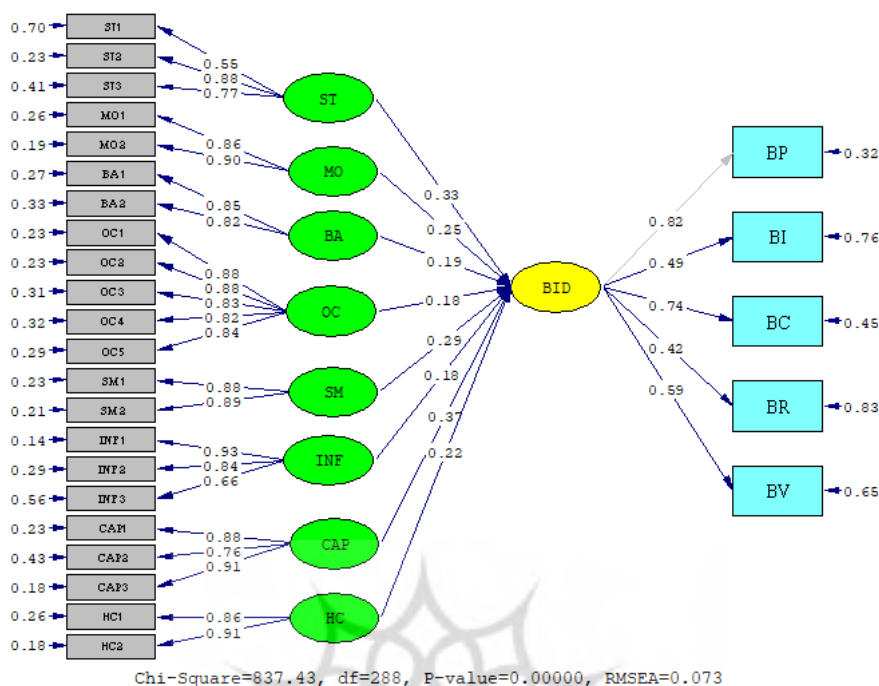 0.70 ST1
0.23 ST2
0.41 ST3
0.26 MO1
0.19 MO2
0.27 BA1
0.33 BA2
0.23 OC1
0.23 OC2
0.31 OC3
0.32 OC4
0.29 OC5
0.23 SM1
0.21 SM2
0.14 INF1
0.29 INF2
0.56 INF3
0.23 CAP1
0.43 CAP2
0.18 CAP3
0.26 HC1
0.18 HC2
0.55
0.88
0.77
0.86
0.90
0.85
0.82
0.88
0.88
0.83
0.82
0.84
0.88
0.89
0.93
0.84
0.66
0.88
0.76
0.91
0.86
0.91
ST
MO
BA
OC
SM
INF
CAP
HC
0.33
0.25
0.19
0.18
0.29
0.18
0.37
0.22
BID
0.82
0.49
0.74
0.42
0.59
BP 0.32
BI 0.76
BC 0.45
BR 0.83
BV 0.65
Chi-Square=837.43, df=288, P-value=0.00000, RMSEA=0.073